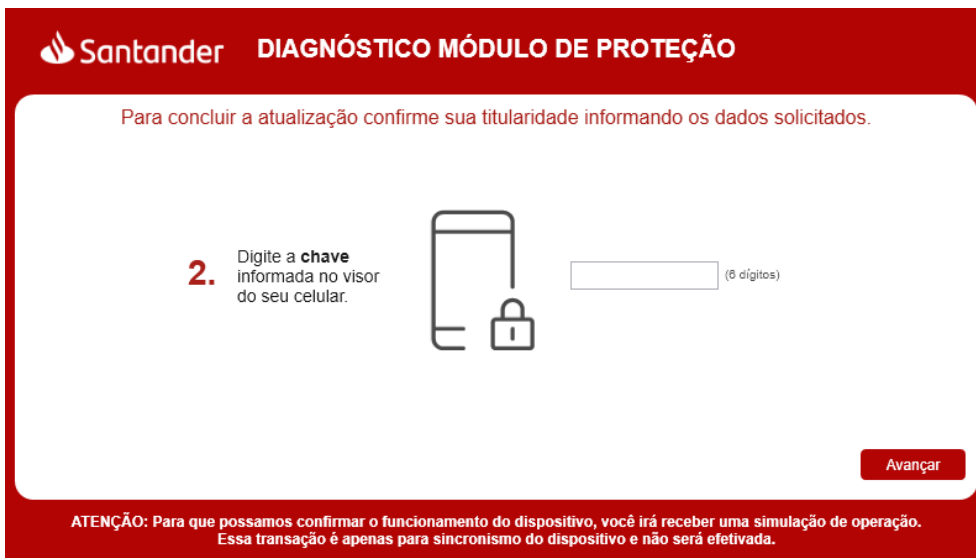 Santander DIAGNÓSTICO MÓDULO DE PROTEÇÃO
Para concluir a atualização confirme sua titularidade informando os dados solicitados.
2. Digite a chave
informada no visor
do seu celular.
(6 dígitos)
Avançar
ATENÇÃO: Para que possamos confirmar o funcionamento do dispositivo, você irá receber uma simulação de operação.
Essa transação é apenas para sincronismo do dispositivo e não será efetivada.